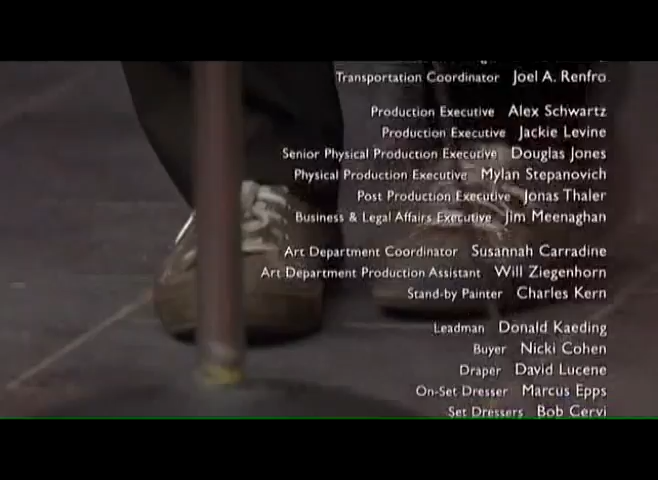 Transportation Coordinator Joel A. Renfro
Production Executive Alex Schwartz
Production Executive Jackie Levine
Senior Physical Production Executive Douglas Jones
Physical Production Executive Mylan Stepanovich
Post Production Executive Jonas Thaler
Business & Legal Affairs Executive Jim Meenaghan
Art Department Coordinator Susannah Carradine
Art Department Production Assistant Will Ziegenhorn
Stand-by Painter Charles Kern
Leadman Donald Kaeding
Buyer Nicki Cohen
Draper David Lucene
On-Set Dresser Marcus Epps
Set Dressers Bob Cervi